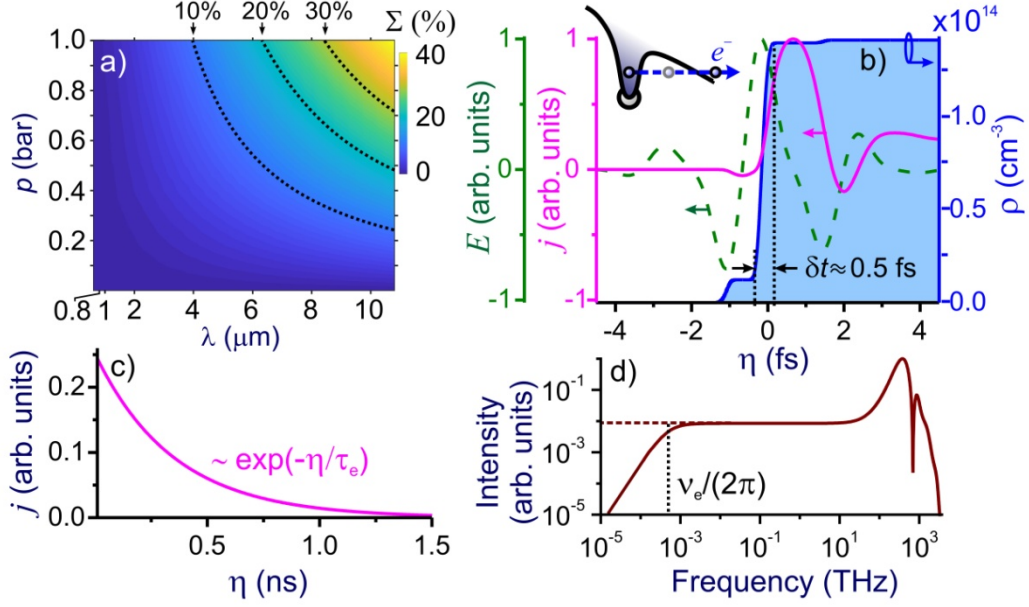 10% 20% 30%
Σ (%)
a)
1.0
0.8
0.6
0.4
0.2
p (bar)
0.8
1 2 4 6 8 10
λ (μm)
40
20
0
E (arb. units)
1
0
-1
j (arb. units)
1
0
-1
e⁻
b)
×10¹⁴
1.4
0.7
0.0
ρ (cm⁻³)
δt≈0.5 fs
-4 -2 0 2 4
η (fs)
c)
j (arb. units)
0.2
0.1
0.0
~ exp(-η/τₑ)
0.5 1.0 1.5
η (ns)
d)
Intensity
(arb. units)
10⁻¹
10⁻³
10⁻⁵
νₑ/(2π)
10⁻⁵ 10⁻³ 10⁻¹ 10¹ 10³
Frequency (THz)